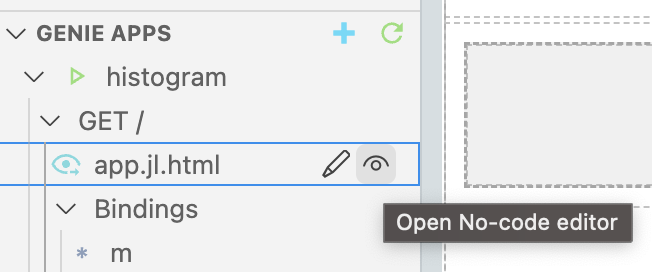 GENIE APPS
histogram
GET /
app.jl.html
Open No-code editor
Bindings
* m